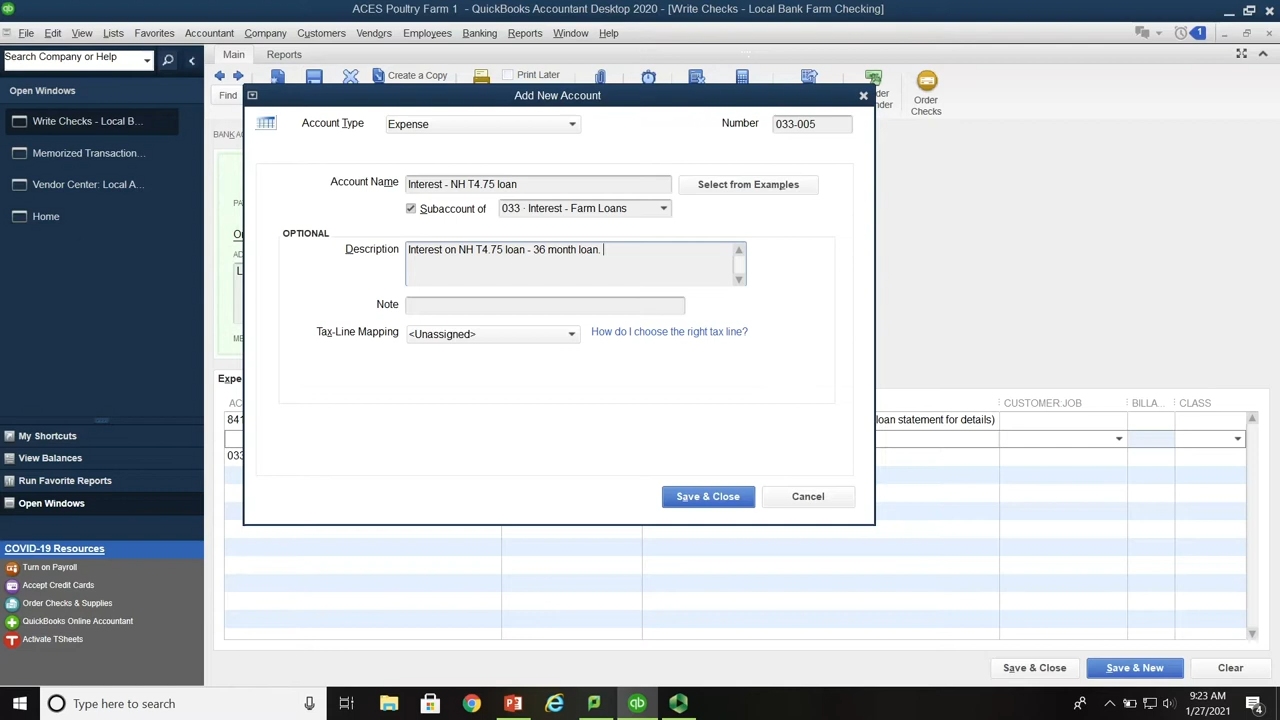 ACES Poultry Farm 1 - QuickBooks Accountant Desktop 2020 - [Write Checks - Local Bank Farm Checking]
File Edit View Lists Favorites Accountant Company Customers Vendors Employees Banking Reports Window Help
1
Search Company or Help
Main Reports
Create a Copy
Print Later
Find
Order
Checks
Open Windows
Write Checks - Local B...
Memorized Transaction...
Vendor Center: Local A...
Home
Add New Account
Account Type Expense Number 033-005
Account Name Interest - NH T4.75 loan Select from Examples
Subaccount of 033 · Interest - Farm Loans
OPTIONAL
Description Interest on NH T4.75 loan - 36 month loan.
Note
Tax-Line Mapping <Unassigned> How do I choose the right tax line?
Save & Close Cancel
BANK AC
Expe
AC CUSTOMER:JOB BILLA... CLASS
841 loan statement for details)
033
My Shortcuts
View Balances
Run Favorite Reports
Open Windows
COVID-19 Resources
Turn on Payroll
Accept Credit Cards
Order Checks & Supplies
QuickBooks Online Accountant
Activate TSheets
Save & Close Save & New Clear
Type here to search
9:23 AM
1/27/2021
4